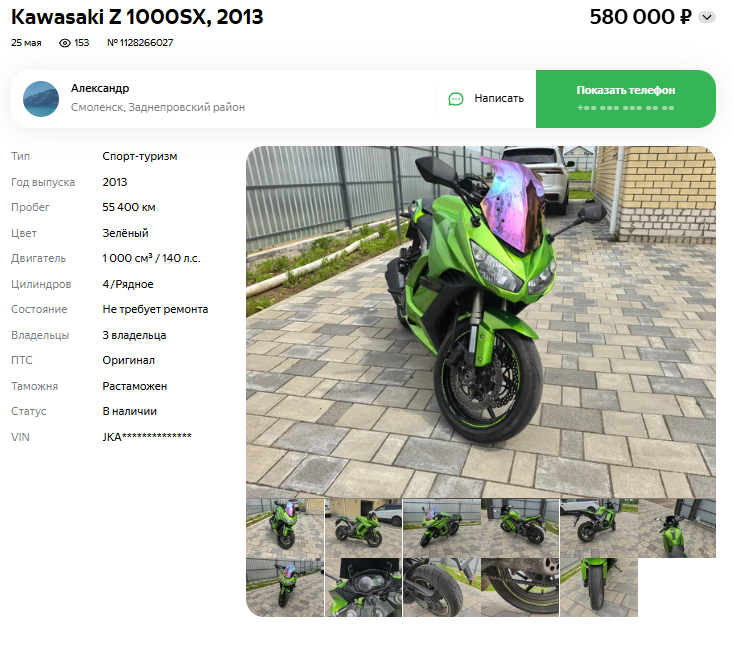 Kawasaki Z 1000SX, 2013
580 000 ₽
25 мая 153 № 1128266027
Александр
Смоленск, Заднепровский район
Написать
Показать телефон
Тип Спорт-туризм
Год выпуска 2013
Пробег 55 400 км
Цвет Зелёный
Двигатель 1 000 см³ / 140 л.с.
Цилиндров 4/Рядное
Состояние Не требует ремонта
Владельцы 3 владельца
ПТС Оригинал
Таможня Растаможен
Статус В наличии
VIN JKA**************